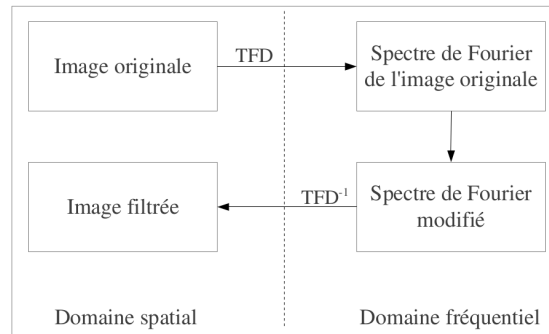 Image originale
TFD
Spectre de Fourier
de l'image originale
Image filtrée
TFD-1
Spectre de Fourier
modifié
Domaine spatial
Domaine fréquentiel